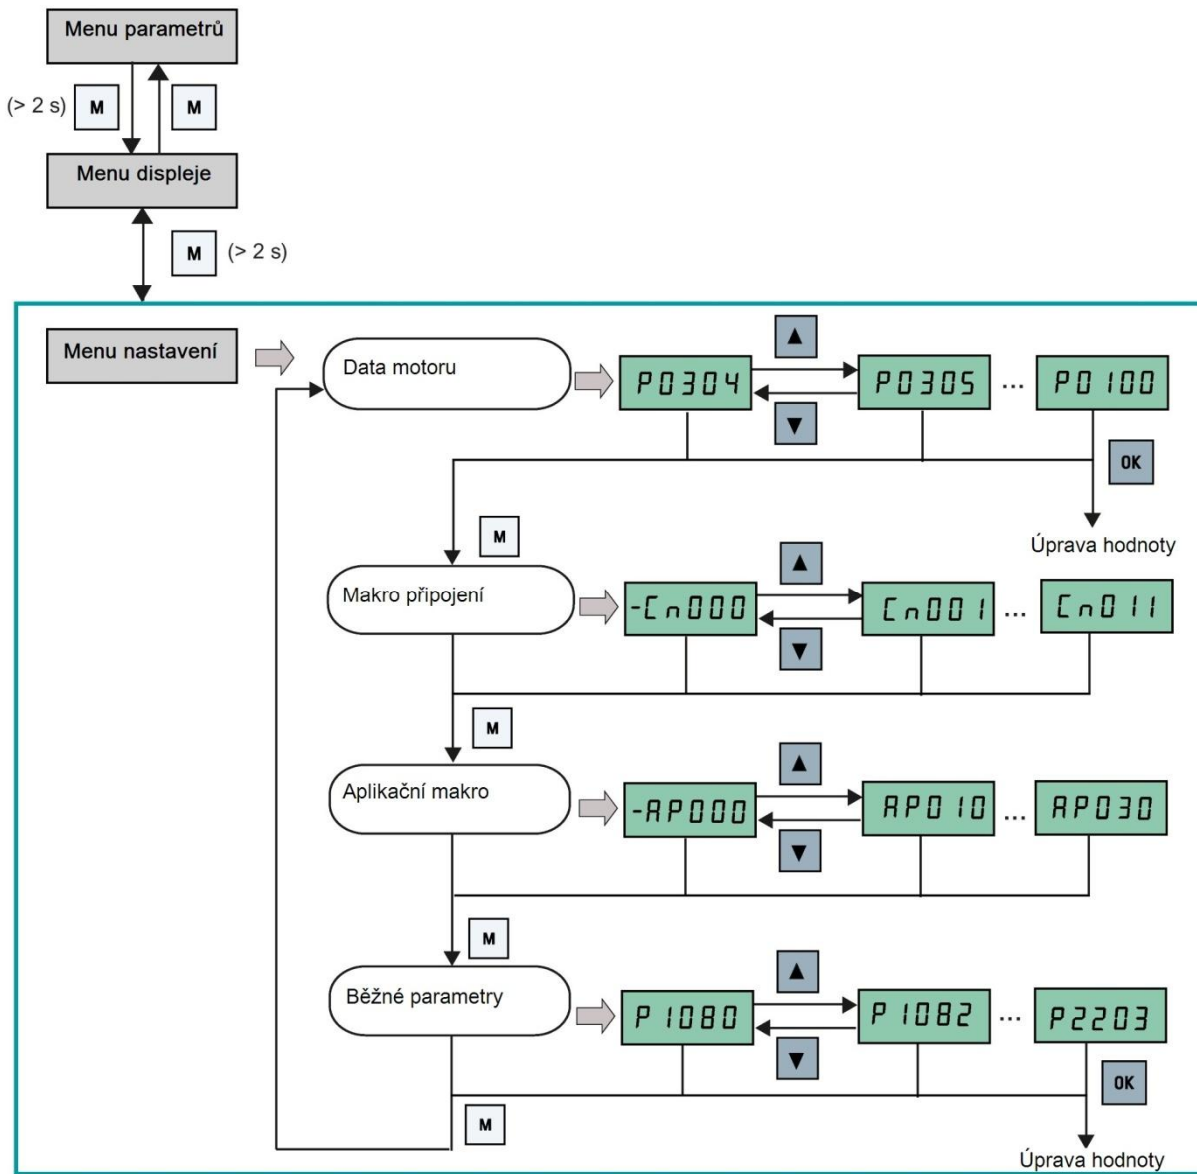 Menu parametrů
(> 2 s) M M
Menu displeje
M (> 2 s)
Menu nastavení
Data motoru
▲
P0304 P0305 ... P0100
▼
OK
M
Úprava hodnoty
Makro připojení
▲
-Cn000 Cn001 ... Cn011
▼
M
Aplikační makro
▲
-AP000 AP010 ... AP030
▼
M
Běžné parametry
▲
P1080 P1082 ... P2203
▼
OK
M
Úprava hodnoty